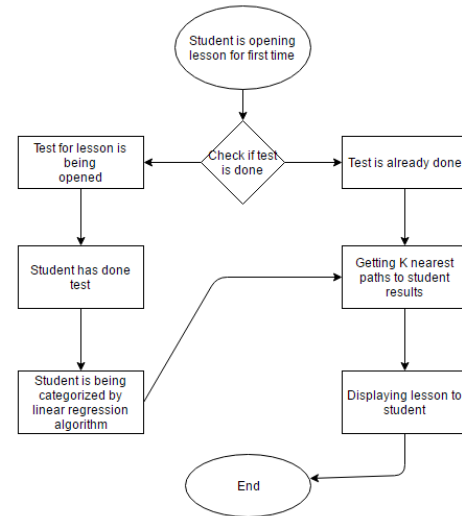 Student is opening
lesson for first time
Check if test
is done
Test for lesson is
being
opened
Test is already done
Student has done
test
Getting K nearest
paths to student
results
Student is being
categorized by
linear regression
algorithm
Displaying lesson to
student
End